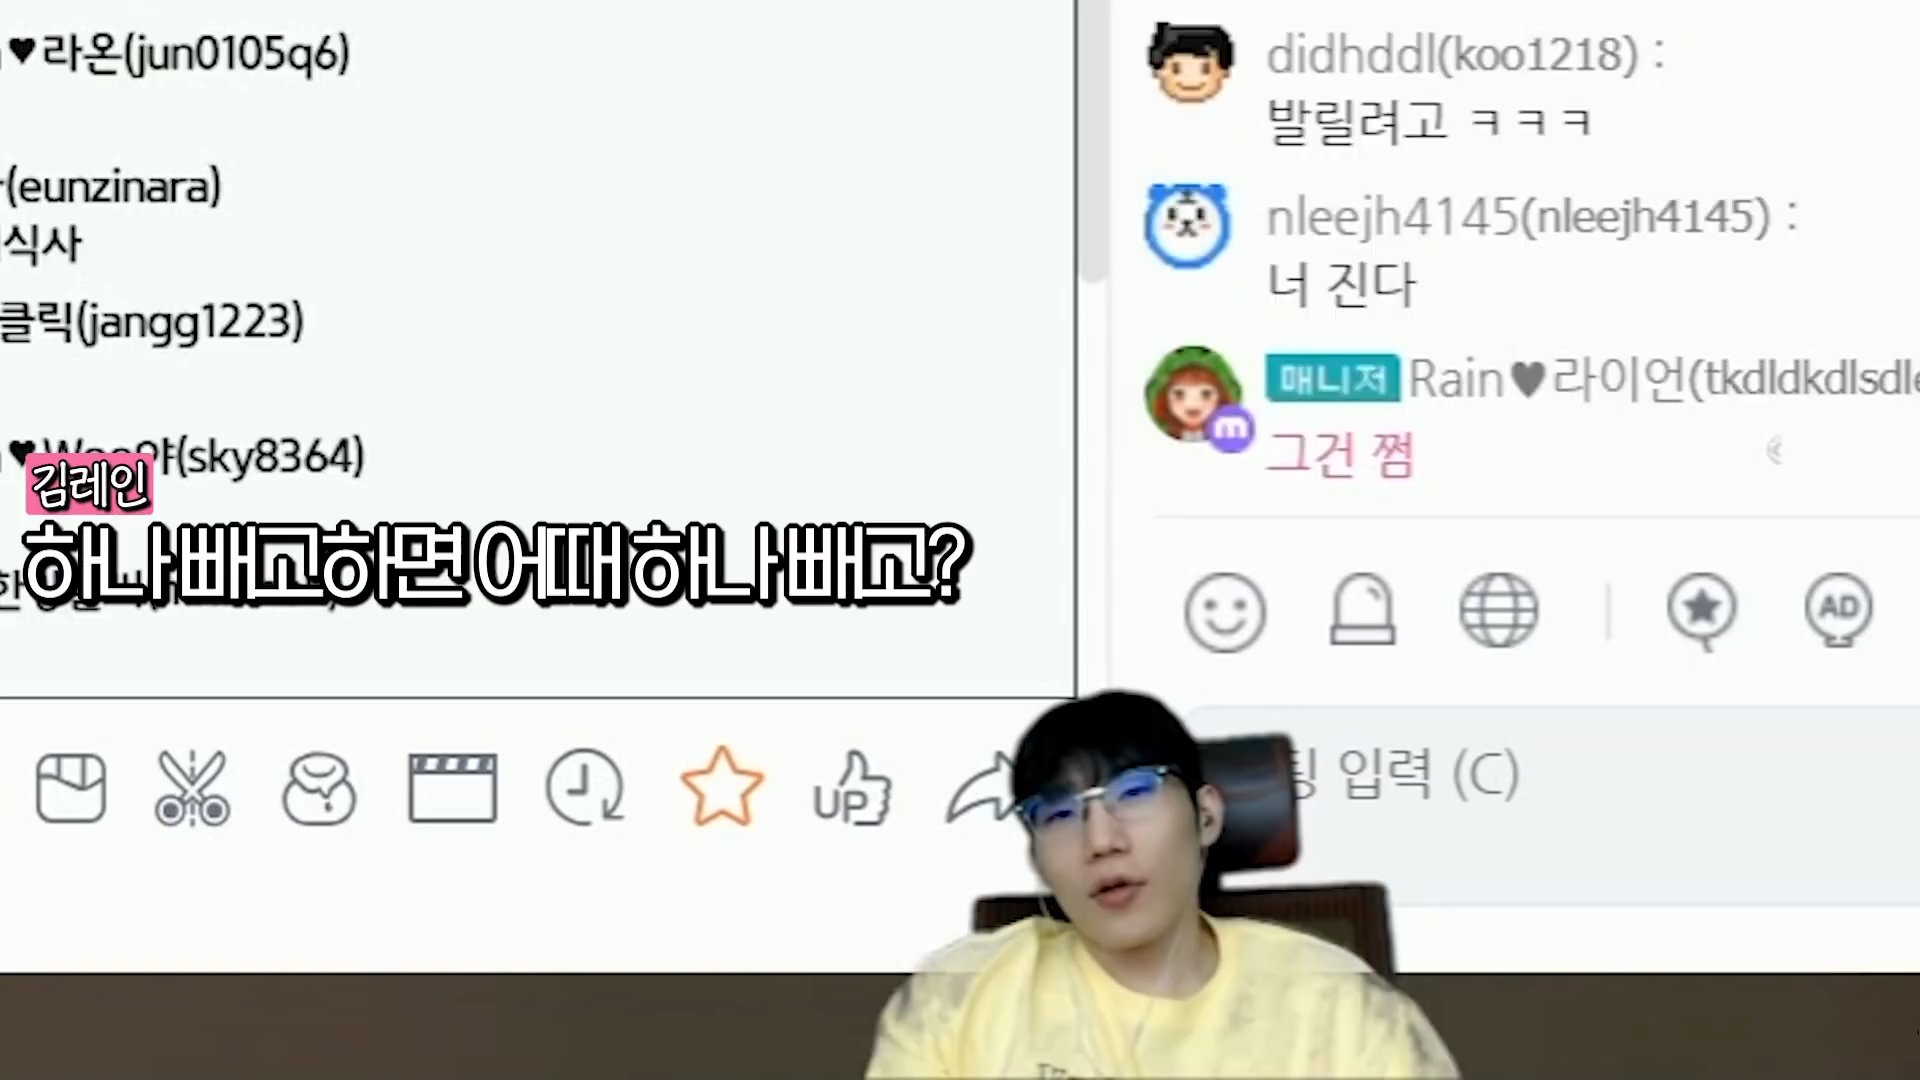 ♥라온(jun0105q6)
(eunzinara)
식사
클릭(jangg1223)
(sky8364)
김레인
하나 빼고 하면 어때 하나 빼고?
UP
didhddl(koo1218) :
발릴려고 ㅋㅋㅋ
nleejh4145(nleejh4145) :
너 진다
매니저 Rain♥라이언(tkdldkdlsdl
m
그건 쩜
AD
입력 (C)